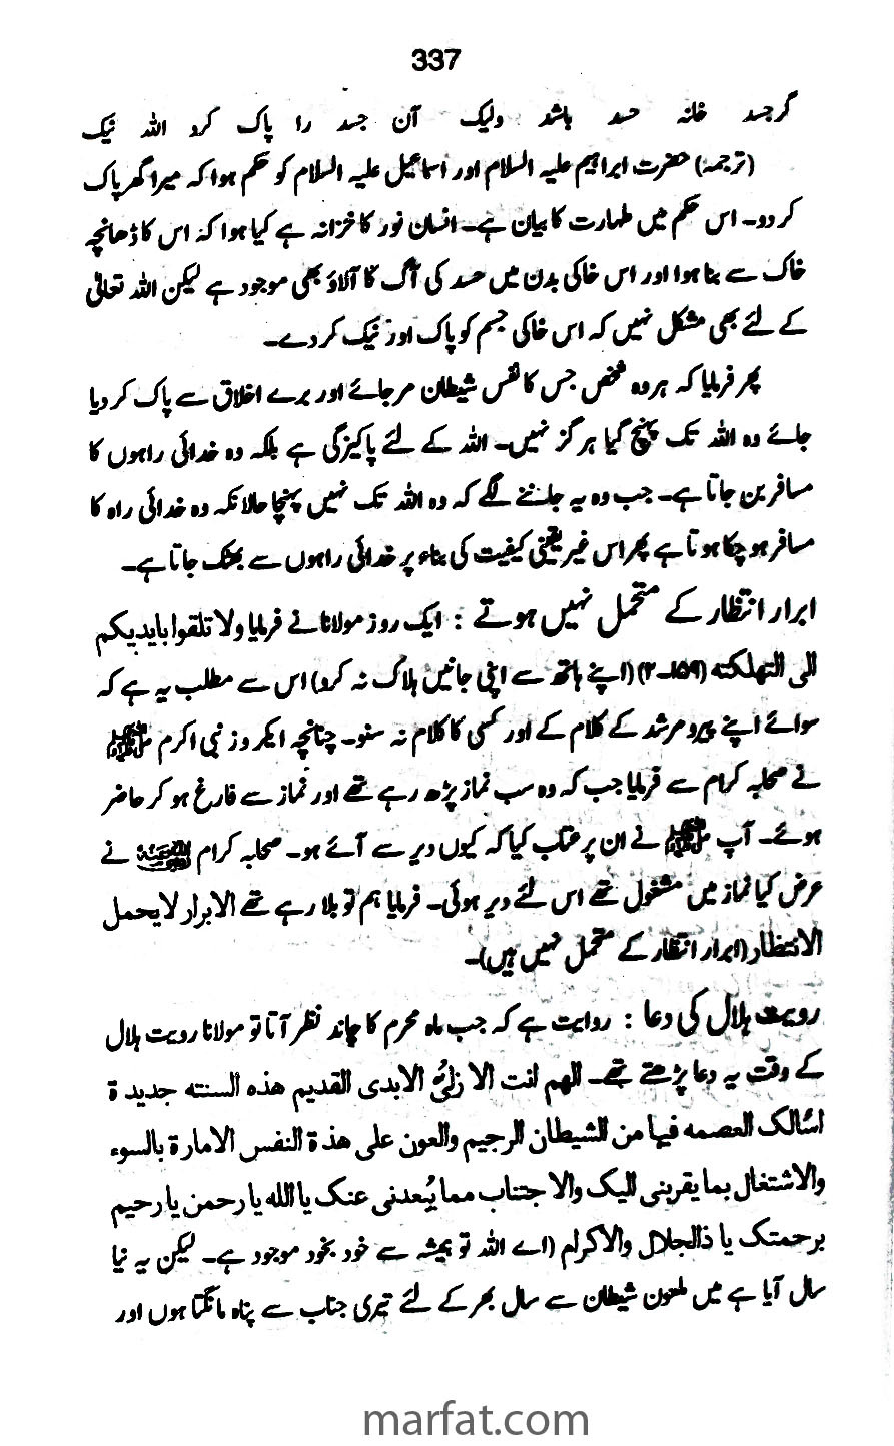 337
گر جسد خانہ حسد باشد ولیک آن جسد را پاک کرد اللہ نیک
(ترجمہ) حضرت ابراہیم علیہ السلام اور اسماعیل علیہ السلام کو حکم ہوا کہ میرا گھر پاک
کر دو۔ اس حکم میں طہارت کا بیان ہے۔ انسان نور کا خزانہ ہے کیا ہوا کہ اس کا ڈھانچہ
خاک سے بنا ہوا اور اس خاکی بدن میں حسد کی آگ کا آلاؤ بھی موجود ہے لیکن اللہ تعالیٰ
کے لئے بھی مشکل نہیں کہ اس خاکی جسم کو پاک اور نیک کر دے۔
پھر فرمایا کہ ہر وہ شخص جس کا نفس شیطان مر جائے اور برے اخلاق سے پاک کر دیا
جائے وہ اللہ تک پہنچ گیا ہرگز نہیں۔ اللہ کے لئے پاکیزگی ہے بلکہ وہ خدائی راہوں کا
مسافر بن جاتا ہے۔ جب وہ یہ جاننے لگے کہ وہ اللہ تک نہیں پہنچا حالانکہ وہ خدائی راہ کا
مسافر ہو چکا ہوتا ہے پھر اس غیر یقینی کیفیت کی بناء پر خدائی راہوں سے بھٹک جاتا ہے۔
ابرار انتظار کے متحمل نہیں ہوتے : ایک روز مولانا نے فرمایا ولا تلقوا بایدیکم
الی التھلکتہ (۱۵۹۔۲) (اپنے ہاتھ سے اپنی جانیں ہلاک نہ کرو) اس سے مطلب یہ ہے کہ
سوائے اپنے پیر و مرشد کے کلام کے اور کسی کا کلام نہ سنو۔ چنانچہ ایکروز نبی اکرم ﷺ
نے صحابہ کرام سے فرمایا جب کہ وہ سب نماز پڑھ رہے تھے اور نماز سے فارغ ہو کر حاضر
ہوئے۔ آپ ﷺ نے ان پر عتاب کیا کہ کیوں دیر سے آئے ہو۔ صحابہ کرام نے
عرض کیا نماز میں مشغول تھے اس لئے دیر ہوئی۔ فرمایا ہم تو بلا رہے تھے الابرار لا یحمل
الانتظار (ابرار انتظار کے متحمل نہیں ہیں)۔
رویت ہلال کی دعا : روایت ہے کہ جب ماہ محرم کا چاند نظر آتا تو مولانا رویت ہلال
کے وقت یہ دعا پڑھتے تھے۔ الھم انت الازلیُ الابدی القدیم ھذہ السنتہ جدیدۃ
اسالک العصمہ فیہا من الشیطان الرجیم والعون علی ھذۃ النفس الامارۃ بالسوء
والاشتغال بما یقربنی الیک والاجتناب مما یُبعدنی عنک یا اللہ یا رحمن یا رحیم
برحمتک یا ذالجلال والاکرام (اے اللہ تو ہمیشہ سے خود بخود موجود ہے۔ لیکن یہ نیا
سال آیا ہے میں ملعون شیطان سے سال بھر کے لئے تیری جناب سے پناہ مانگتا ہوں اور
marfat.com